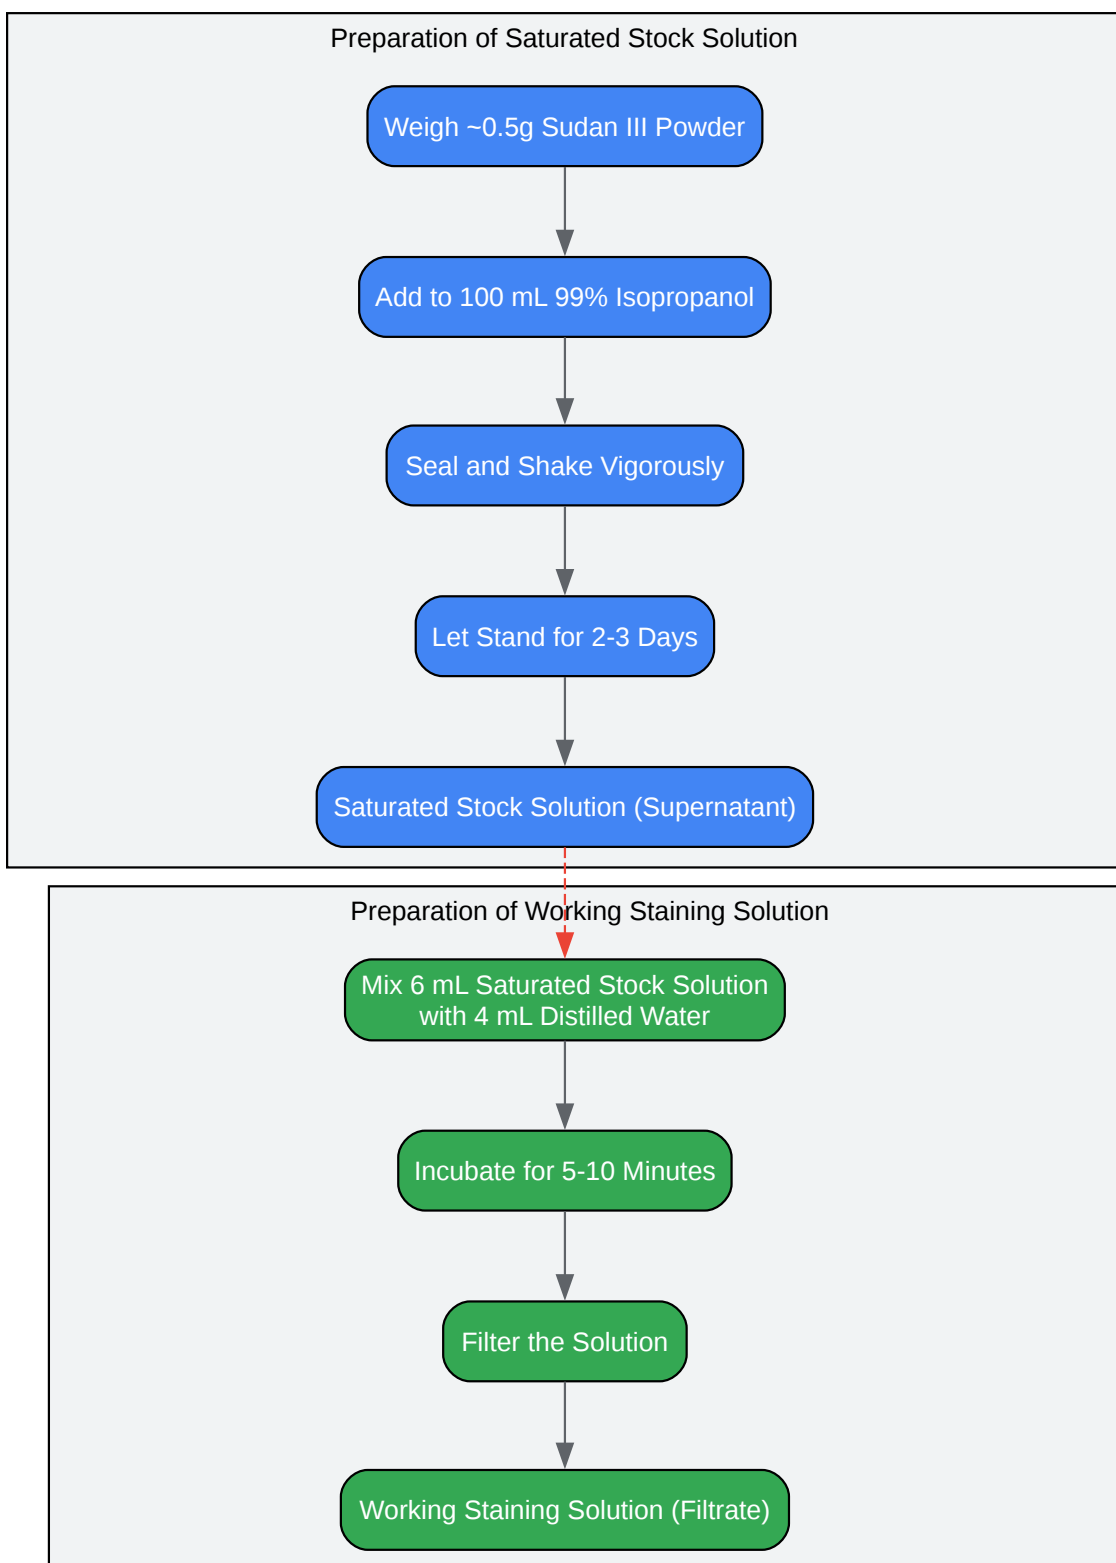 Preparation of Saturated Stock Solution
Weigh ~0.5g Sudan III Powder
Add to 100 mL 99% Isopropanol
Seal and Shake Vigorously
Let Stand for 2-3 Days
Saturated Stock Solution (Supernatant)
Preparation of Working Staining Solution
Mix 6 mL Saturated Stock Solution
with 4 mL Distilled Water
Incubate for 5-10 Minutes
Filter the Solution
Working Staining Solution (Filtrate)